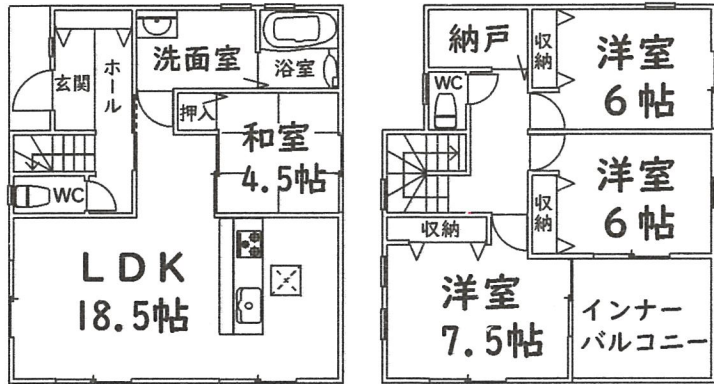 玄関
ホール
洗面室
浴室
押入
和室
4.5帖
WC
LDK
18.5帖
納戸
収納
洋室
6帖
WC
収納
洋室
6帖
収納
洋室
7.5帖
インナー
バルコニー